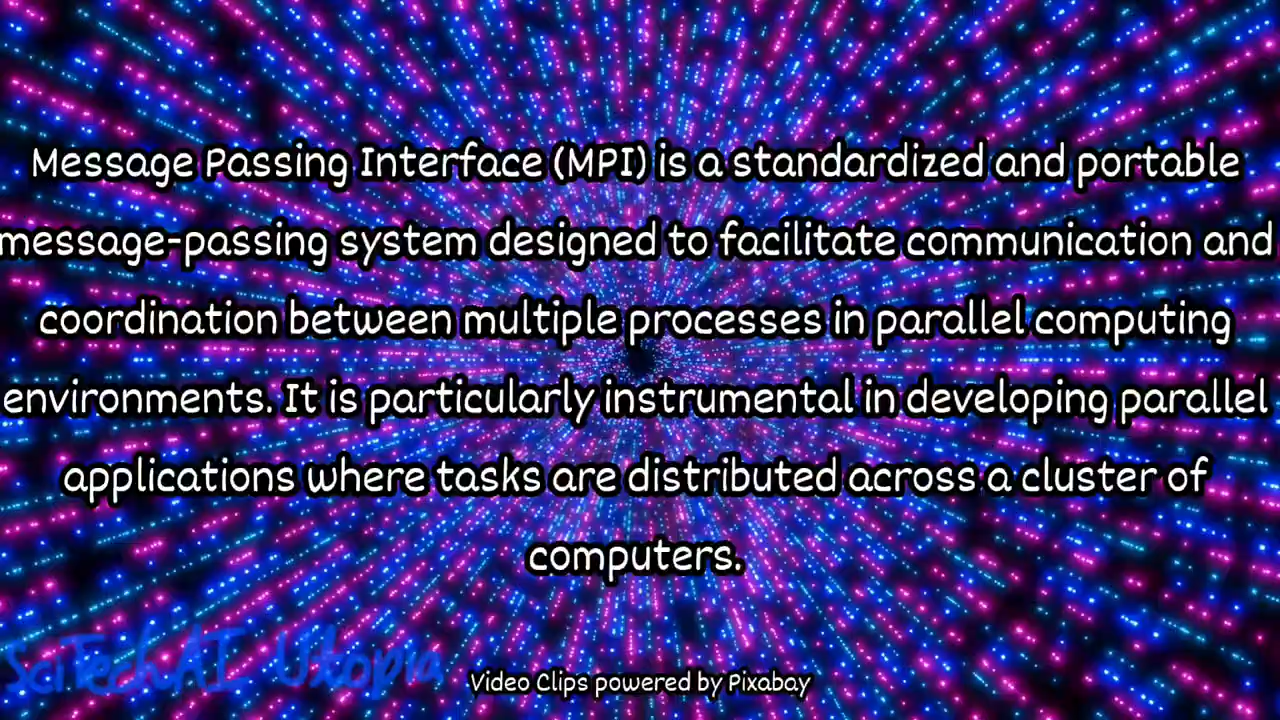 Message Passing Interface (MPI) is a standardized and portable
message-passing system designed to facilitate communication and
coordination between multiple processes in parallel computing
environments. It is particularly instrumental in developing parallel
applications where tasks are distributed across a cluster of
computers.
SciTechAI Utopia
Video Clips powered by Pixabay